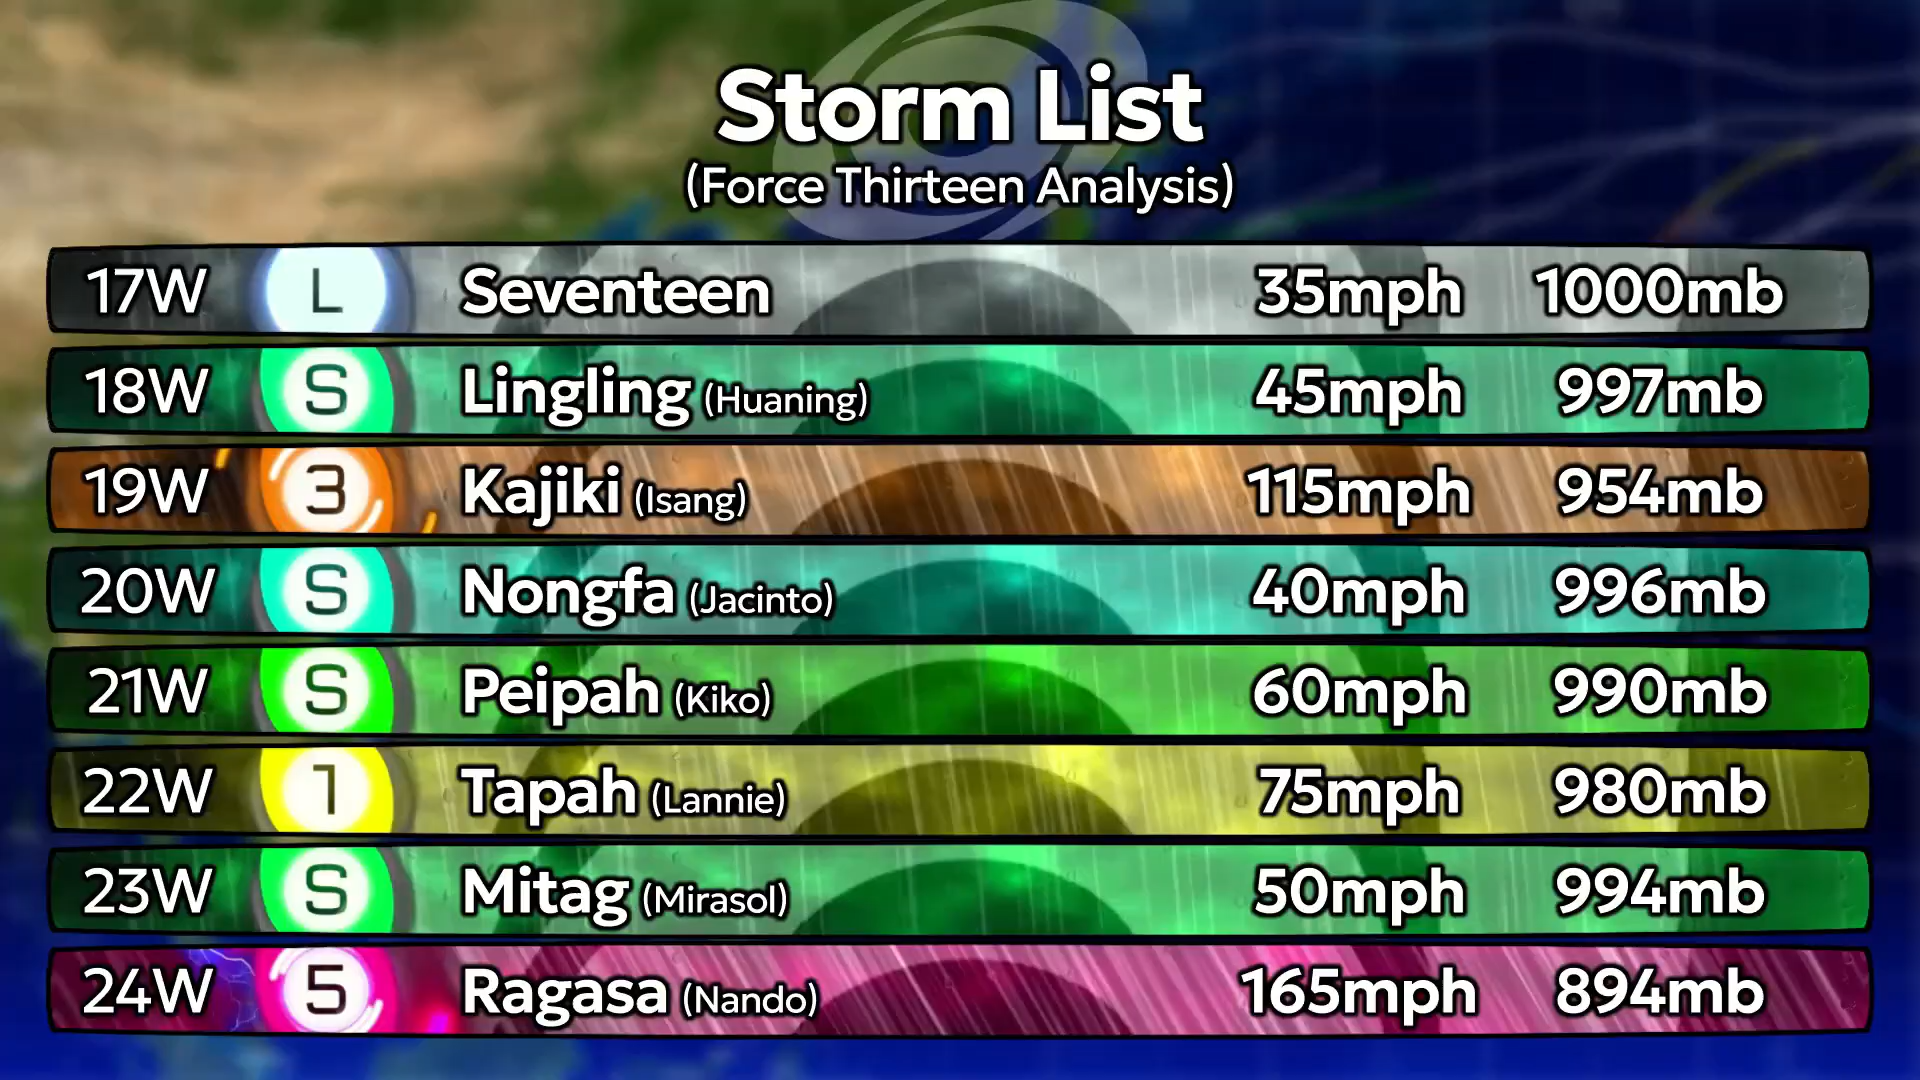 Storm List
(Force Thirteen Analysis)
17W L Seventeen 35mph 1000mb
18W S Lingling (Huaning) 45mph 997mb
19W 3 Kajiki (Isang) 115mph 954mb
20W S Nongfa (Jacinto) 40mph 996mb
21W S Peipah (Kiko) 60mph 990mb
22W 1 Tapah (Lannie) 75mph 980mb
23W S Mitag (Mirasol) 50mph 994mb
24W 5 Ragasa (Nando) 165mph 894mb